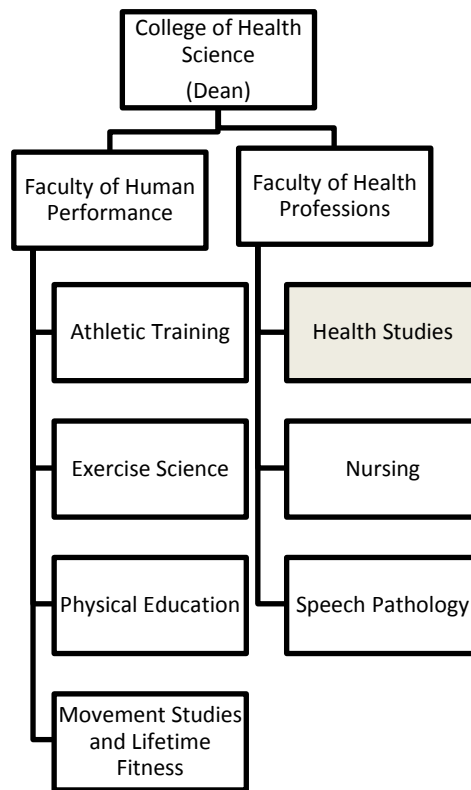 College of Health
Science
(Dean)
Faculty of Human
Performance
Faculty of Health
Professions
Athletic Training
Health Studies
Exercise Science
Nursing
Physical Education
Speech Pathology
Movement Studies
and Lifetime
Fitness